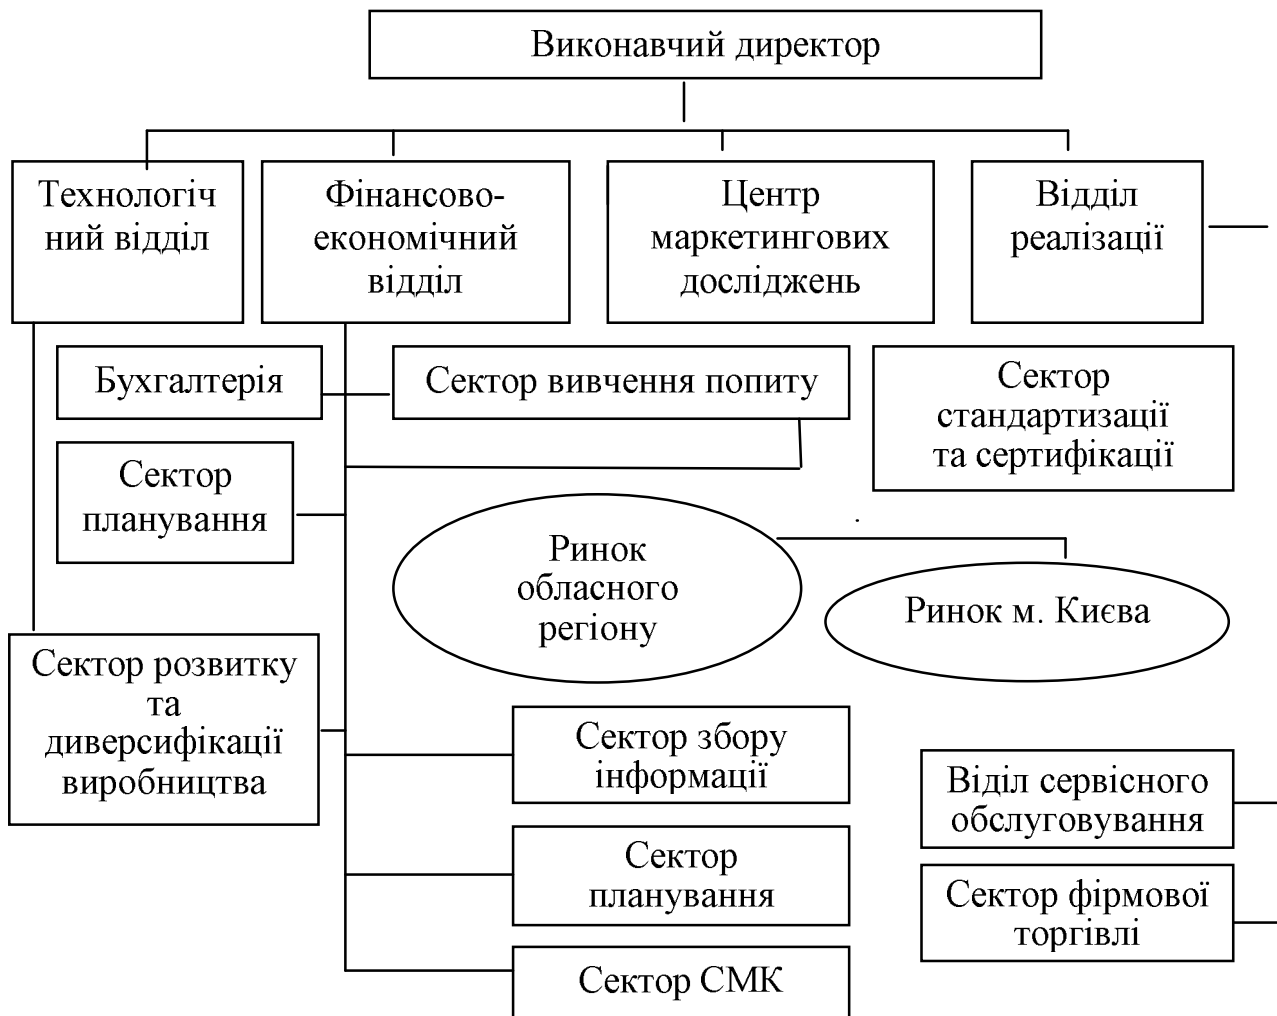 Виконавчий директор
Технологіч
ний відділ
Фінансово-
економічний
відділ
Центр
маркетингових
досліджень
Відділ
реалізації
Бухгалтерія
Сектор вивчення попиту
Сектор
стандартизації
та сертифікації
Сектор
планування
Ринок
обласного
регіону
Ринок м. Києва
Сектор розвитку
та
диверсифікації
виробництва
Сектор збору
інформації
Віділ сервісного
обслуговування
Сектор
планування
Сектор фірмової
торгівлі
Сектор СМК